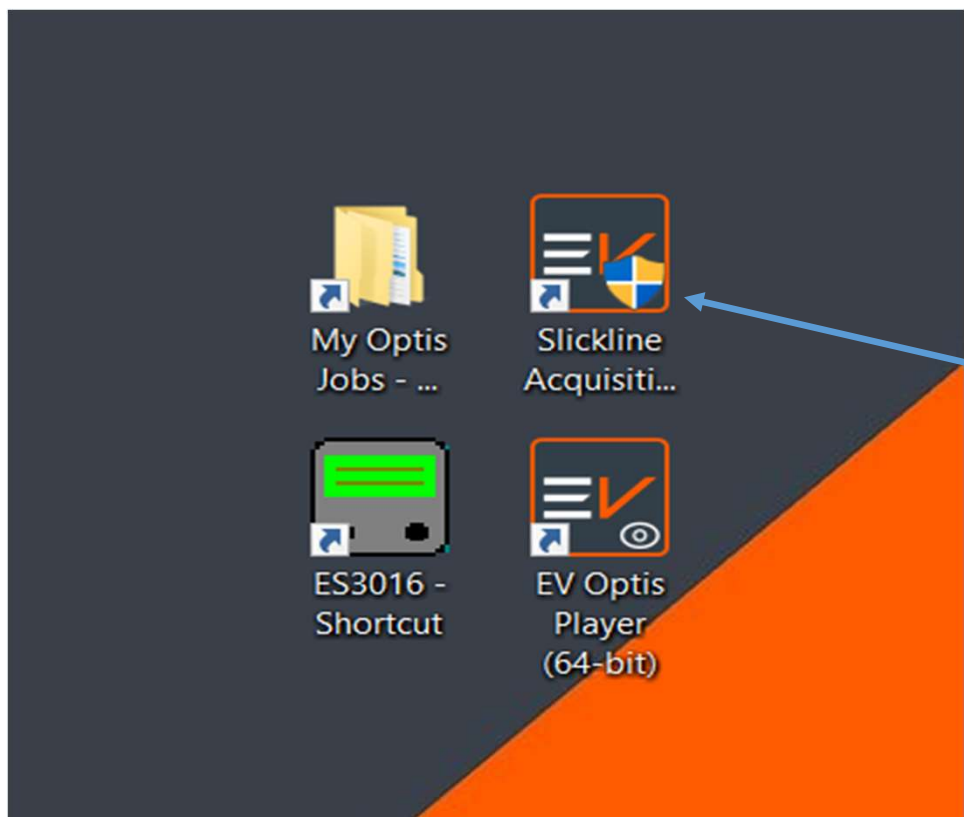 My Optis
Jobs - ...
Slickline
Acquisiti...
ES3016 -
Shortcut
EV Optis
Player
(64-bit)